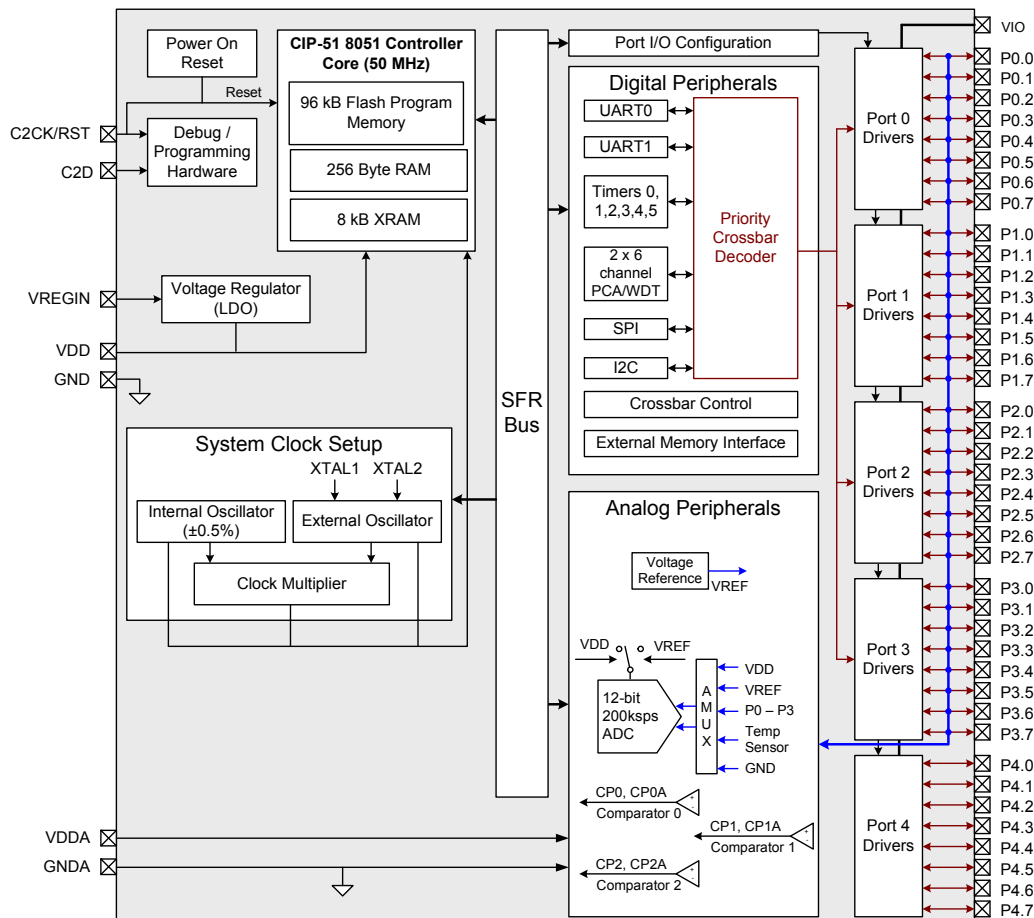 Power On
Reset
Reset
C2CK/RST
Debug /
Programming
Hardware
C2D
CIP-51 8051 Controller
Core (50 MHz)
96 kB Flash Program
Memory
256 Byte RAM
8 kB XRAM
VREGIN
Voltage Regulator
(LDO)
VDD
GND
System Clock Setup
XTAL1
XTAL2
Internal Oscillator
(±0.5%)
External Oscillator
Clock Multiplier
VDDA
GNDA
SFR
Bus
Port I/O Configuration
Digital Peripherals
UART0
UART1
Timers 0,
1,2,3,4,5
2 x 6
channel
PCA/WDT
SPI
I2C
Priority
Crossbar
Decoder
Crossbar Control
External Memory Interface
Analog Peripherals
Voltage
Reference
VREF
VDD
VREF
12-bit
200ksps
ADC
A
M
U
X
VDD
VREF
P0 – P3
Temp
Sensor
GND
CP0, CP0A
+
-
Comparator 0
CP1, CP1A
+
-
Comparator 1
CP2, CP2A
+
-
Comparator 2
Port 0
Drivers
Port 1
Drivers
Port 2
Drivers
Port 3
Drivers
Port 4
Drivers
VIO
P0.0
P0.1
P0.2
P0.3
P0.4
P0.5
P0.6
P0.7
P1.0
P1.1
P1.2
P1.3
P1.4
P1.5
P1.6
P1.7
P2.0
P2.1
P2.2
P2.3
P2.4
P2.5
P2.6
P2.7
P3.0
P3.1
P3.2
P3.3
P3.4
P3.5
P3.6
P3.7
P4.0
P4.1
P4.2
P4.3
P4.4
P4.5
P4.6
P4.7